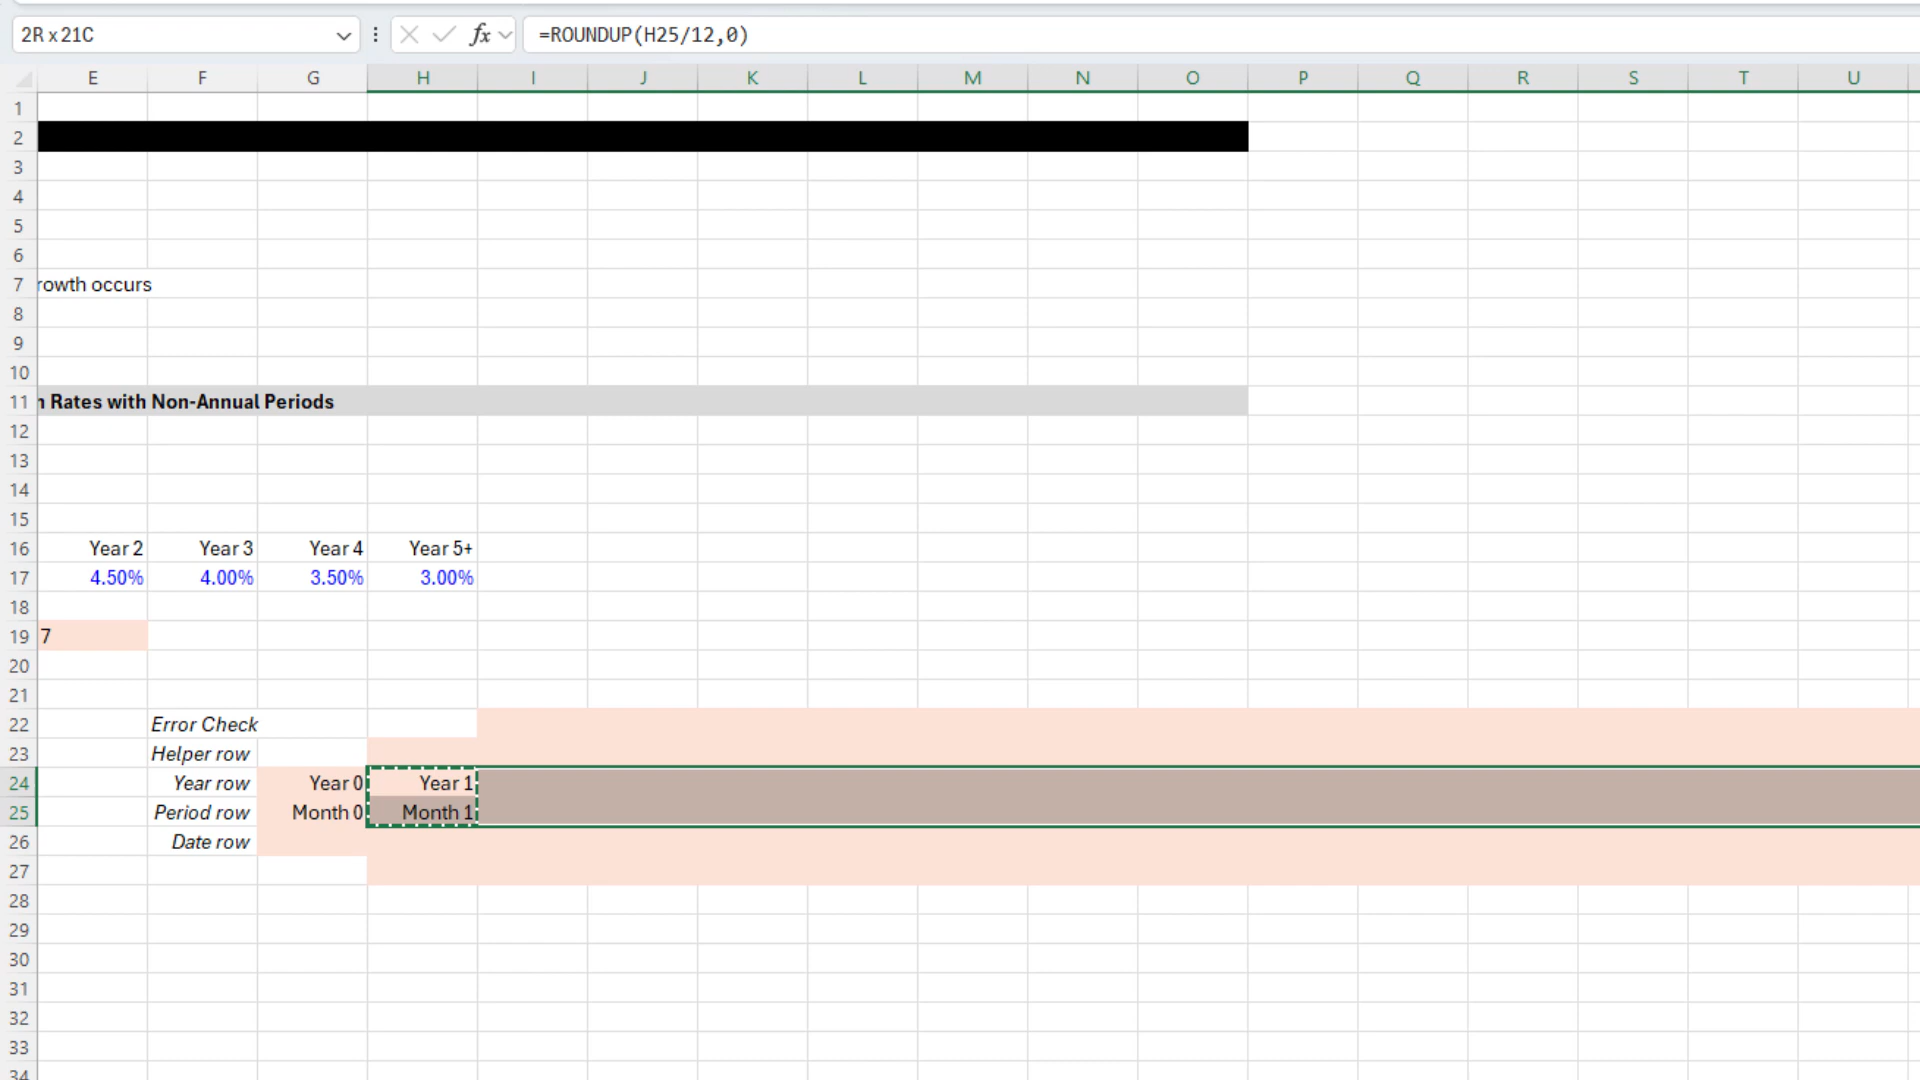 2R x 21C fx =ROUNDUP(H25/12,0)
E F G H I J K L M N O P Q R S T U
1
2
3
4
5
6
7 rowth occurs
8
9
10
11 Rates with Non-Annual Periods
12
13
14
15
16 Year 2 Year 3 Year 4 Year 5+
17 4.50% 4.00% 3.50% 3.00%
18
19 7
20
21
22 Error Check
23 Helper row
24 Year row Year 0 Year 1
25 Period row Month 0 Month 1
26 Date row
27
28
29
30
31
32
33
34